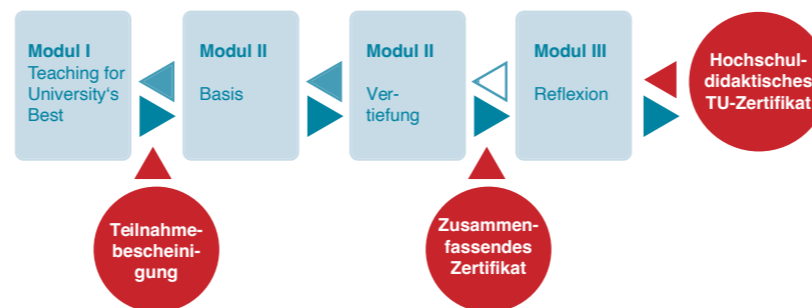 Modul I
Teaching for
University‘s
Best
Modul II
Basis
Modul II
Ver-
tiefung
Modul III
Reflexion
Hochschul-
didaktisches
TU-Zertifikat
Teilnahme-
bescheini-
gung
Zusammen-
fassendes
Zertifikat